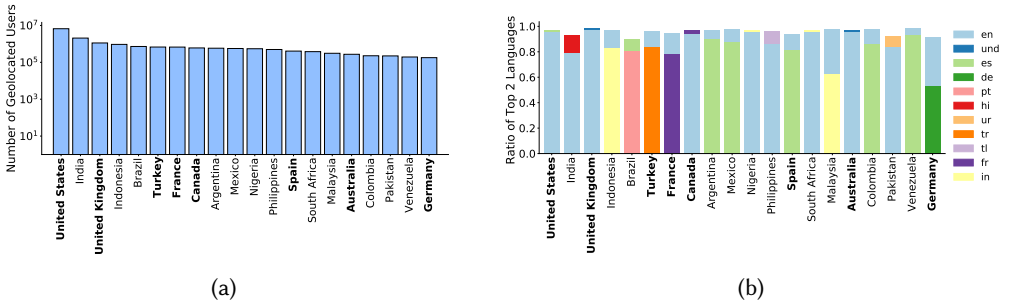 Number of Geolocated Users
10^7
10^5
10^3
10^1
United States
India
United Kingdom
Indonesia
Brazil
Turkey
France
Canada
Argentina
Mexico
Nigeria
Philippines
Spain
South Africa
Malaysia
Australia
Colombia
Pakistan
Venezuela
Germany
(a)
Ratio of Top 2 Languages
1.0
0.8
0.6
0.4
0.2
0.0
United States
India
United Kingdom
Indonesia
Brazil
Turkey
France
Canada
Argentina
Mexico
Nigeria
Philippines
Spain
South Africa
Malaysia
Australia
Colombia
Pakistan
Venezuela
Germany
en
und
es
de
pt
hi
ur
tr
tl
fr
in
(b)